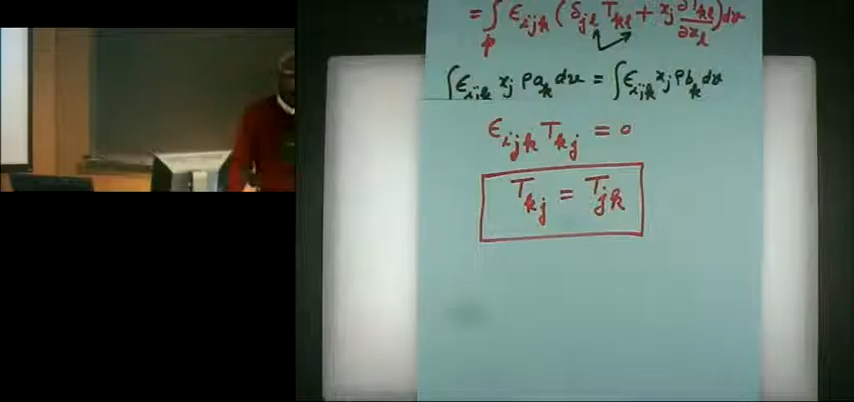 = ∫_p ε_ijk (δ_jl T_kl + x_j ∂T_kl/∂x_l) dv
∫ ε_ijk x_j ρ a_k dv = ∫ ε_ijk x_j ρ b_k dv
ε_ijk T_kj = 0
T_kj = T_jk